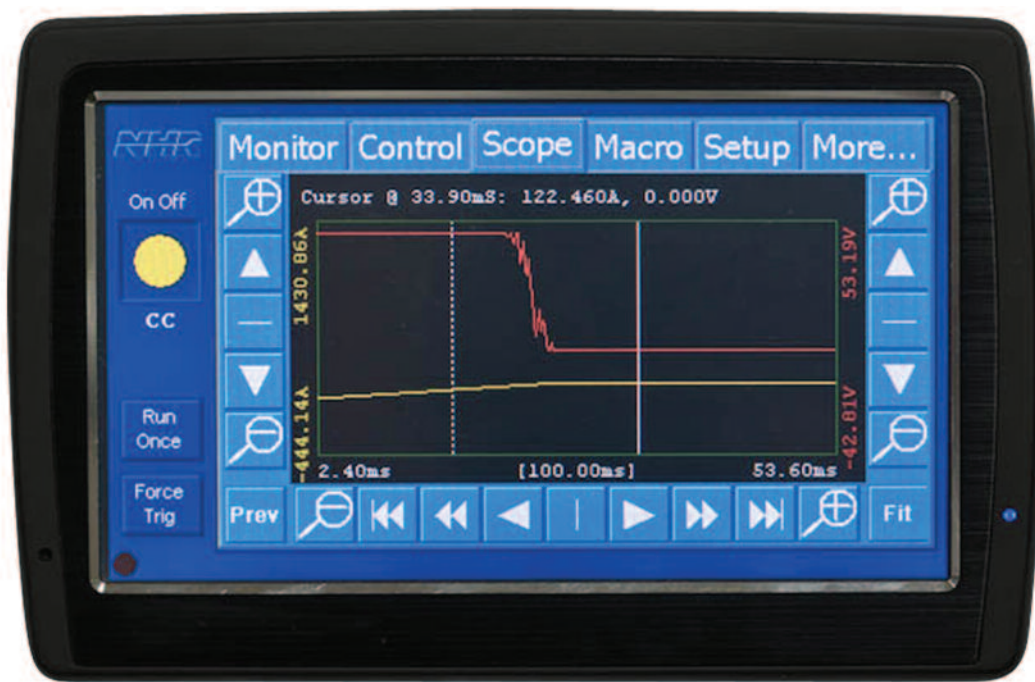 NHR
Monitor Control Scope Macro Setup More...
On Off
CC
Run
Once
Force
Trig
Cursor @ 33.90mS: 122.460A, 0.000V
1430.86A
-444.14A
53.19V
-42.81V
2.40ms [100.00ms] 53.60ms
Prev
Fit